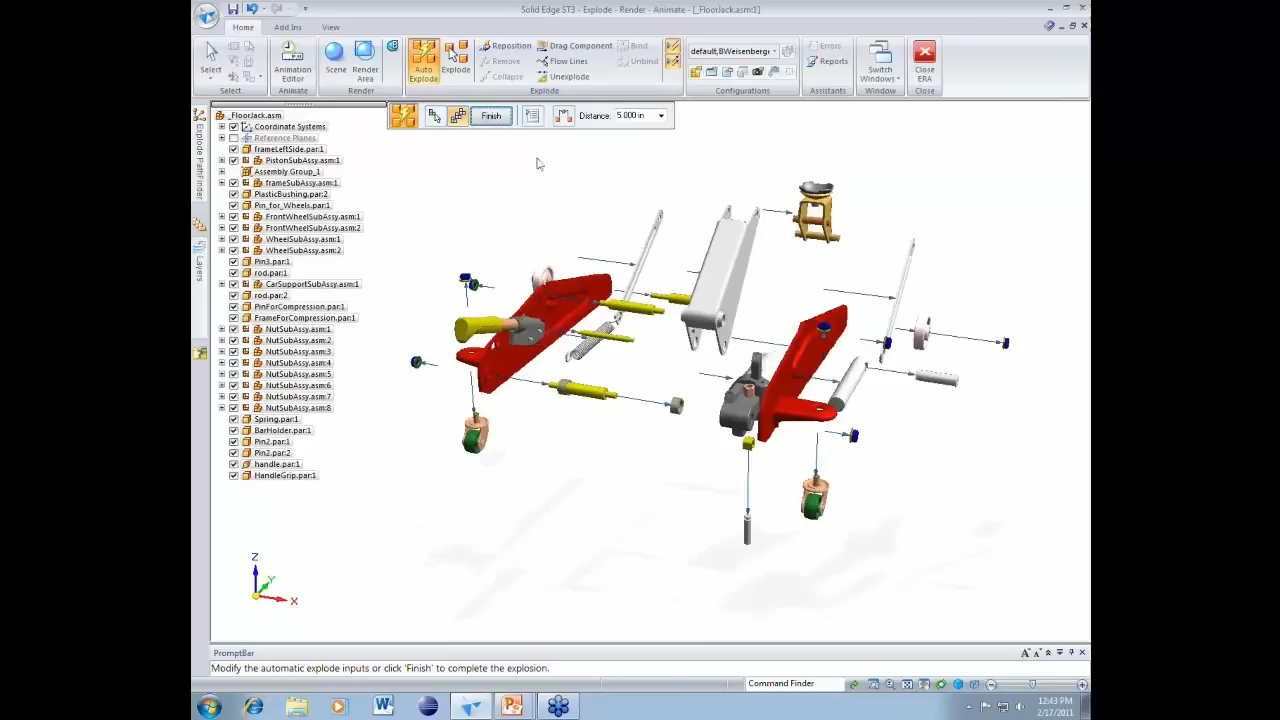 Solid Edge ST3 - Explode - Render - Animate - [_FloorJack.asm:1]
Home Add Ins View
Select
Animation Editor
Scene
Render Area
Auto Explode
Explode
Reposition
Remove
Collapse
Drag Component
Flow Lines
Unexplode
Bind
Unbind
default,BWeisenberg
Errors
Reports
Switch Windows
Close ERA
Select Animate Render Explode Configurations Assistants Window Close
Finish Distance: 5.000 in
Explode PathFinder
Layers
_FloorJack.asm
Coordinate Systems
Reference Planes
frameLeftSide.par:1
PistonSubAssy.asm:1
Assembly Group_1
frameSubAssy.asm:1
PlasticBushing.par:2
Pin_for_Wheels.par:1
FrontWheelSubAssy.asm:1
FrontWheelSubAssy.asm:2
WheelSubAssy.asm:1
WheelSubAssy.asm:2
Pin3.par:1
rod.par:1
CarSupportSubAssy.asm:1
rod.par:2
PinForCompression.par:1
FrameForCompression.par:1
NutSubAssy.asm:1
NutSubAssy.asm:2
NutSubAssy.asm:3
NutSubAssy.asm:4
NutSubAssy.asm:5
NutSubAssy.asm:6
NutSubAssy.asm:7
NutSubAssy.asm:8
Spring.par:1
BarHolder.par:1
Pin2.par:1
Pin2.par:2
handle.par:1
HandleGrip.par:1
Z
Y
X
PromptBar
Modify the automatic explode inputs or click 'Finish' to complete the explosion.
Command Finder
12:43 PM
2/17/2011